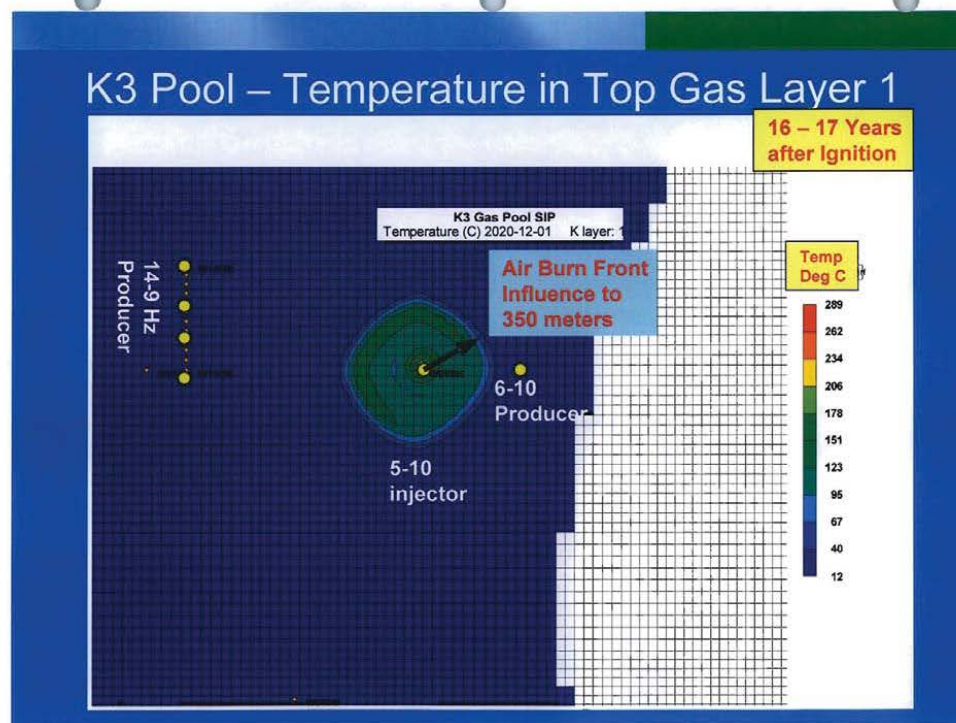 K3 Pool – Temperature in Top Gas Layer 1
16 – 17 Years
after Ignition
K3 Gas Pool SIP
Temperature (C) 2020-12-01 K layer: 1
Temp
Deg C
Air Burn Front
Influence to
350 meters
14-9 Hz
Producer
6-10
Producer
5-10
injector
289
262
234
206
178
151
123
95
67
40
12